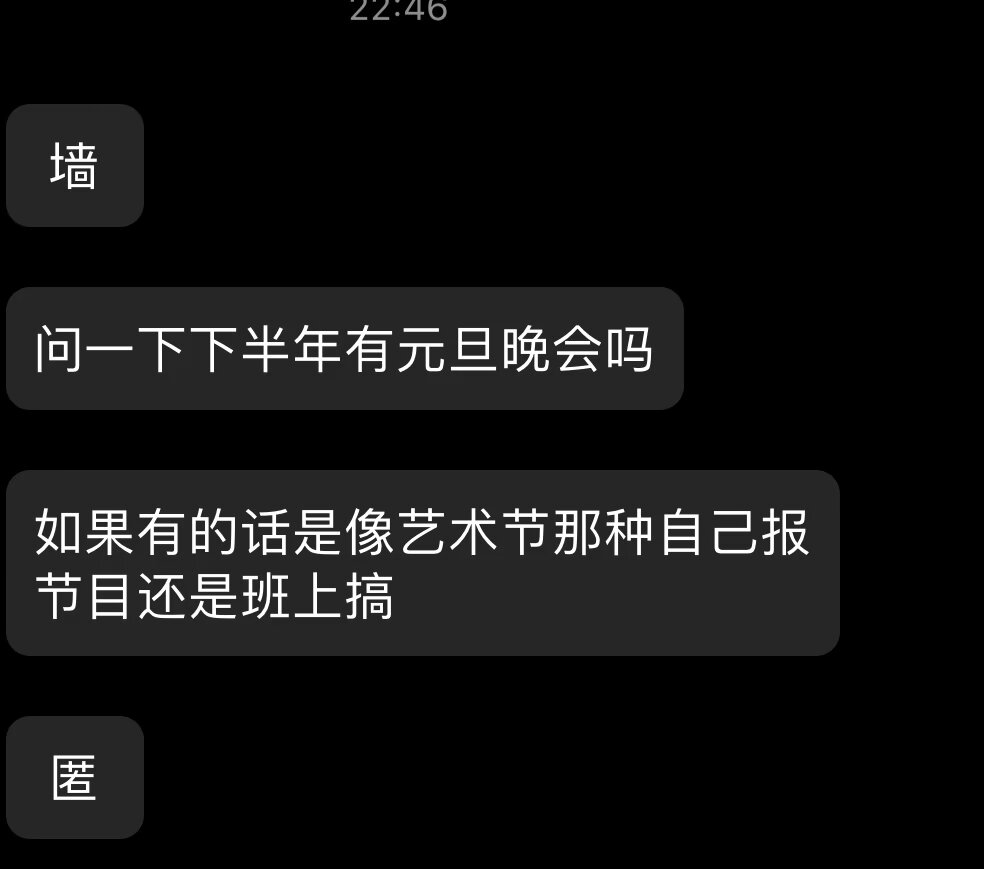 22:46
墙
问一下下半年有元旦晚会吗
如果有的话是像艺术节那种自己报
节目还是班上搞
匿